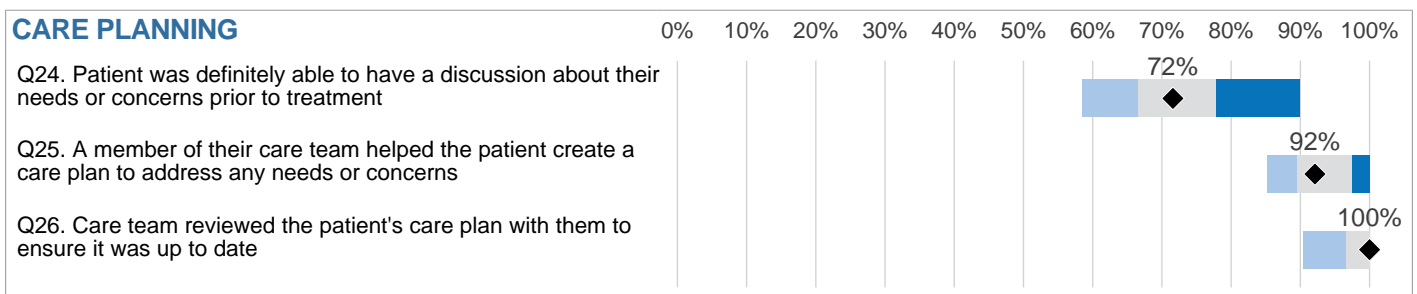 CARE PLANNING
0% 10% 20% 30% 40% 50% 60% 70% 80% 90% 100%
Q24. Patient was definitely able to have a discussion about their
needs or concerns prior to treatment
72%
Q25. A member of their care team helped the patient create a
care plan to address any needs or concerns
92%
Q26. Care team reviewed the patient's care plan with them to
ensure it was up to date
100%